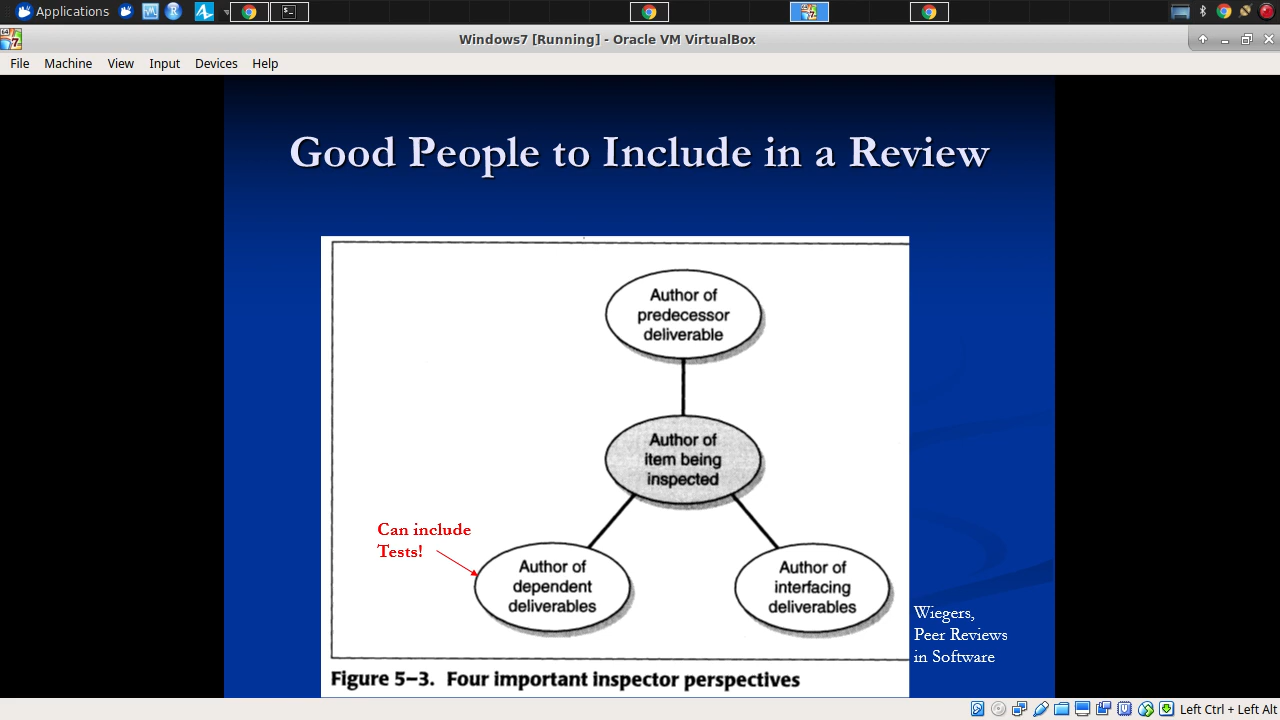 Applications
Windows7 [Running] - Oracle VM VirtualBox
File Machine View Input Devices Help
Good People to Include in a Review
Author of
predecessor
deliverable
Author of
item being
inspected
Can include
Tests!
Author of
dependent
deliverables
Author of
interfacing
deliverables
Wiegers,
Peer Reviews
in Software
Figure 5–3. Four important inspector perspectives
Left Ctrl + Left Alt